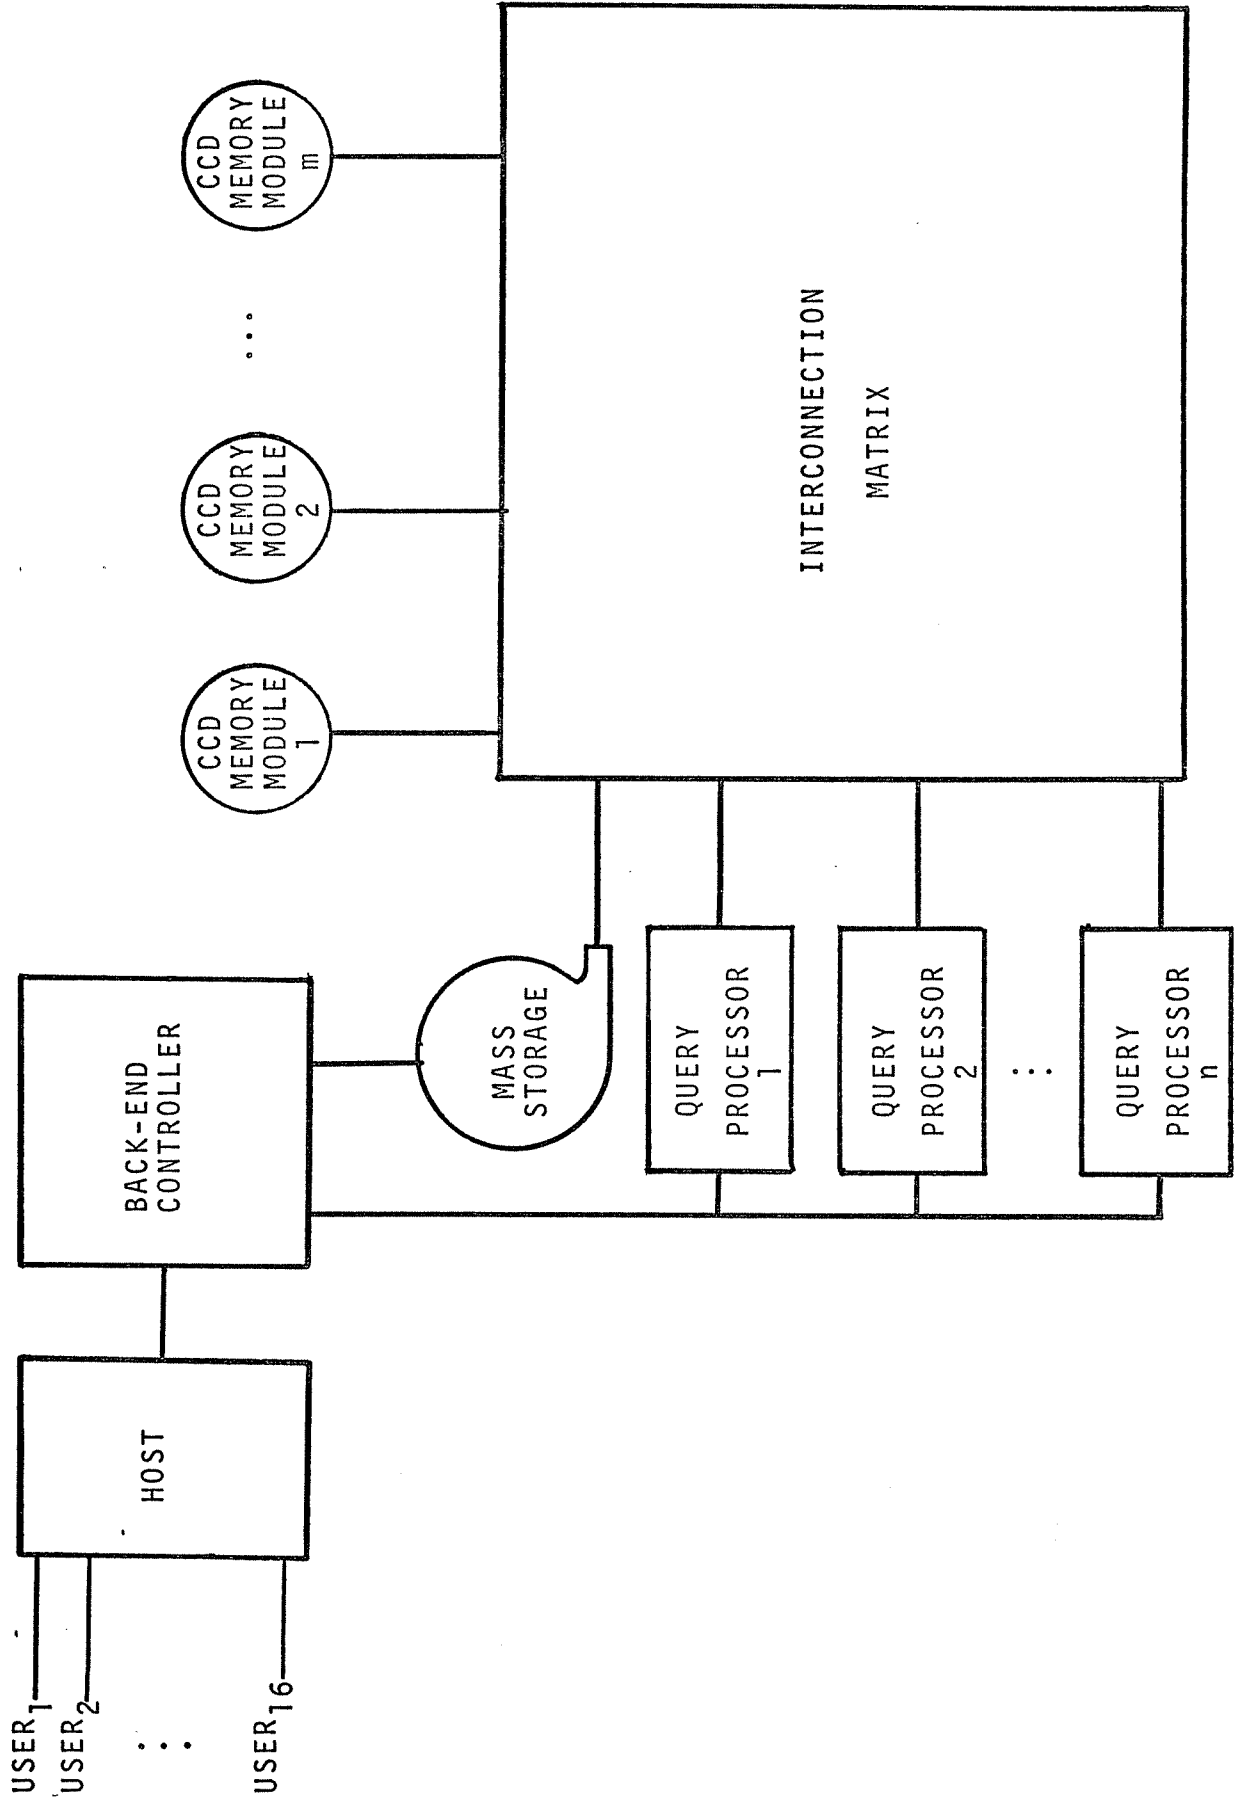 USER1
USER2
USER16
HOST
BACK-END
CONTROLLER
MASS
STORAGE
QUERY
PROCESSOR
1
QUERY
PROCESSOR
2
QUERY
PROCESSOR
n
CCD
MEMORY
MODULE
1
CCD
MEMORY
MODULE
2
...
CCD
MEMORY
MODULE
m
INTERCONNECTION
MATRIX